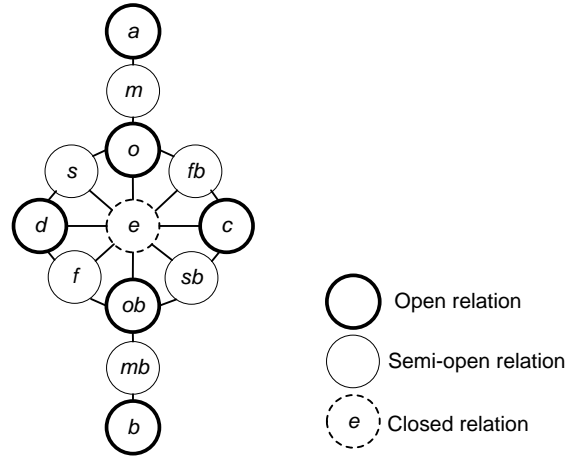 a
m
o
s
fb
d
e
c
f
sb
ob
mb
b
Open relation
Semi-open relation
e Closed relation